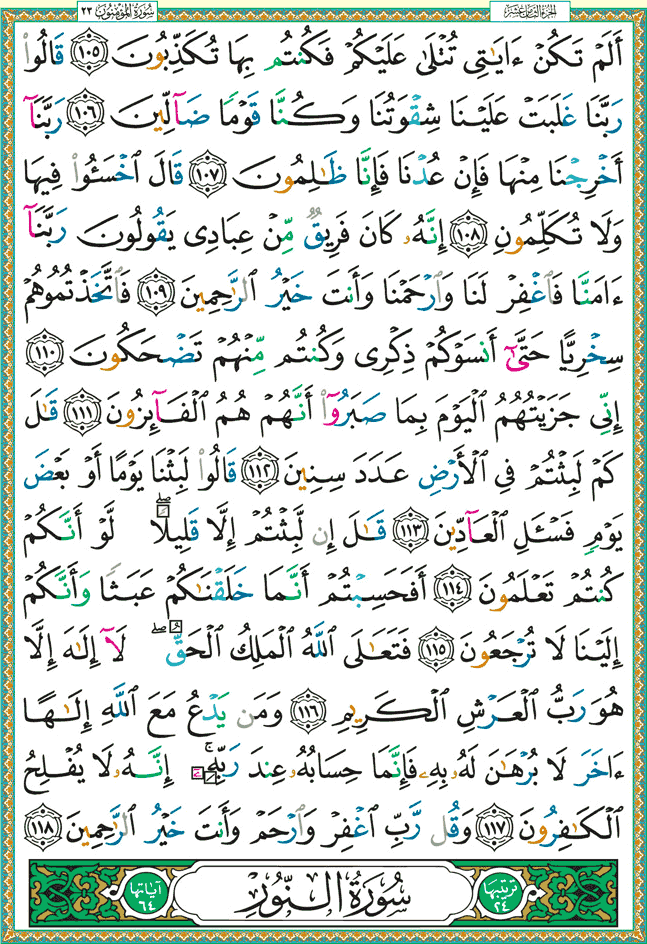 سُورَةُ المُؤْمِنُونَ ٢٣
الجزء الثامن عشر
أَلَمْ تَكُنْ ءَايَٰتِى تُتْلَىٰ عَلَيْكُمْ فَكُنتُم بِهَا تُكَذِّبُونَ ١٠٥ قَالُوا۟
رَبَّنَا غَلَبَتْ عَلَيْنَا شِقْوَتُنَا وَكُنَّا قَوْمًا ضَآلِّينَ ١٠٦ رَبَّنَآ
أَخْرِجْنَا مِنْهَا فَإِنْ عُدْنَا فَإِنَّا ظَٰلِمُونَ ١٠٧ قَالَ ٱخْسَـُٔوا۟ فِيهَا
وَلَا تُكَلِّمُونِ ١٠٨ إِنَّهُۥ كَانَ فَرِيقٌ مِّنْ عِبَادِى يَقُولُونَ رَبَّنَآ
ءَامَنَّا فَٱغْفِرْ لَنَا وَٱرْحَمْنَا وَأَنتَ خَيْرُ ٱلرَّٰحِمِينَ ١٠٩ فَٱتَّخَذْتُمُوهُمْ
سِخْرِيًّا حَتَّىٰٓ أَنسَوْكُمْ ذِكْرِى وَكُنتُم مِّنْهُمْ تَضْحَكُونَ ١١٠
إِنِّى جَزَيْتُهُمُ ٱلْيَوْمَ بِمَا صَبَرُوٓا۟ أَنَّهُمْ هُمُ ٱلْفَآئِزُونَ ١١١ قَٰلَ
كَمْ لَبِثْتُمْ فِى ٱلْأَرْضِ عَدَدَ سِنِينَ ١١٢ قَالُوا۟ لَبِثْنَا يَوْمًا أَوْ بَعْضَ
يَوْمٍ فَسْـَٔلِ ٱلْعَآدِّينَ ١١٣ قَٰلَ إِن لَّبِثْتُمْ إِلَّا قَلِيلًا ۖ لَّوْ أَنَّكُمْ
كُنتُمْ تَعْلَمُونَ ١١٤ أَفَحَسِبْتُمْ أَنَّمَا خَلَقْنَٰكُمْ عَبَثًا وَأَنَّكُمْ
إِلَيْنَا لَا تُرْجَعُونَ ١١٥ فَتَعَٰلَى ٱللَّهُ ٱلْمَلِكُ ٱلْحَقُّ ۖ لَآ إِلَٰهَ إِلَّا
هُوَ رَبُّ ٱلْعَرْشِ ٱلْكَرِيمِ ١١٦ وَمَن يَدْعُ مَعَ ٱللَّهِ إِلَٰهًا
ءَاخَرَ لَا بُرْهَٰنَ لَهُۥ بِهِۦ فَإِنَّمَا حِسَابُهُۥ عِندَ رَبِّهِۦٓ ۚ إِنَّهُۥ لَا يُفْلِحُ
ٱلْكَٰفِرُونَ ١١٧ وَقُل رَّبِّ ٱغْفِرْ وَٱرْحَمْ وَأَنتَ خَيْرُ ٱلرَّٰحِمِينَ ١١٨
ترتيبها ٢٤
سُورَةُ النُّورِ
آياتها ٦٤